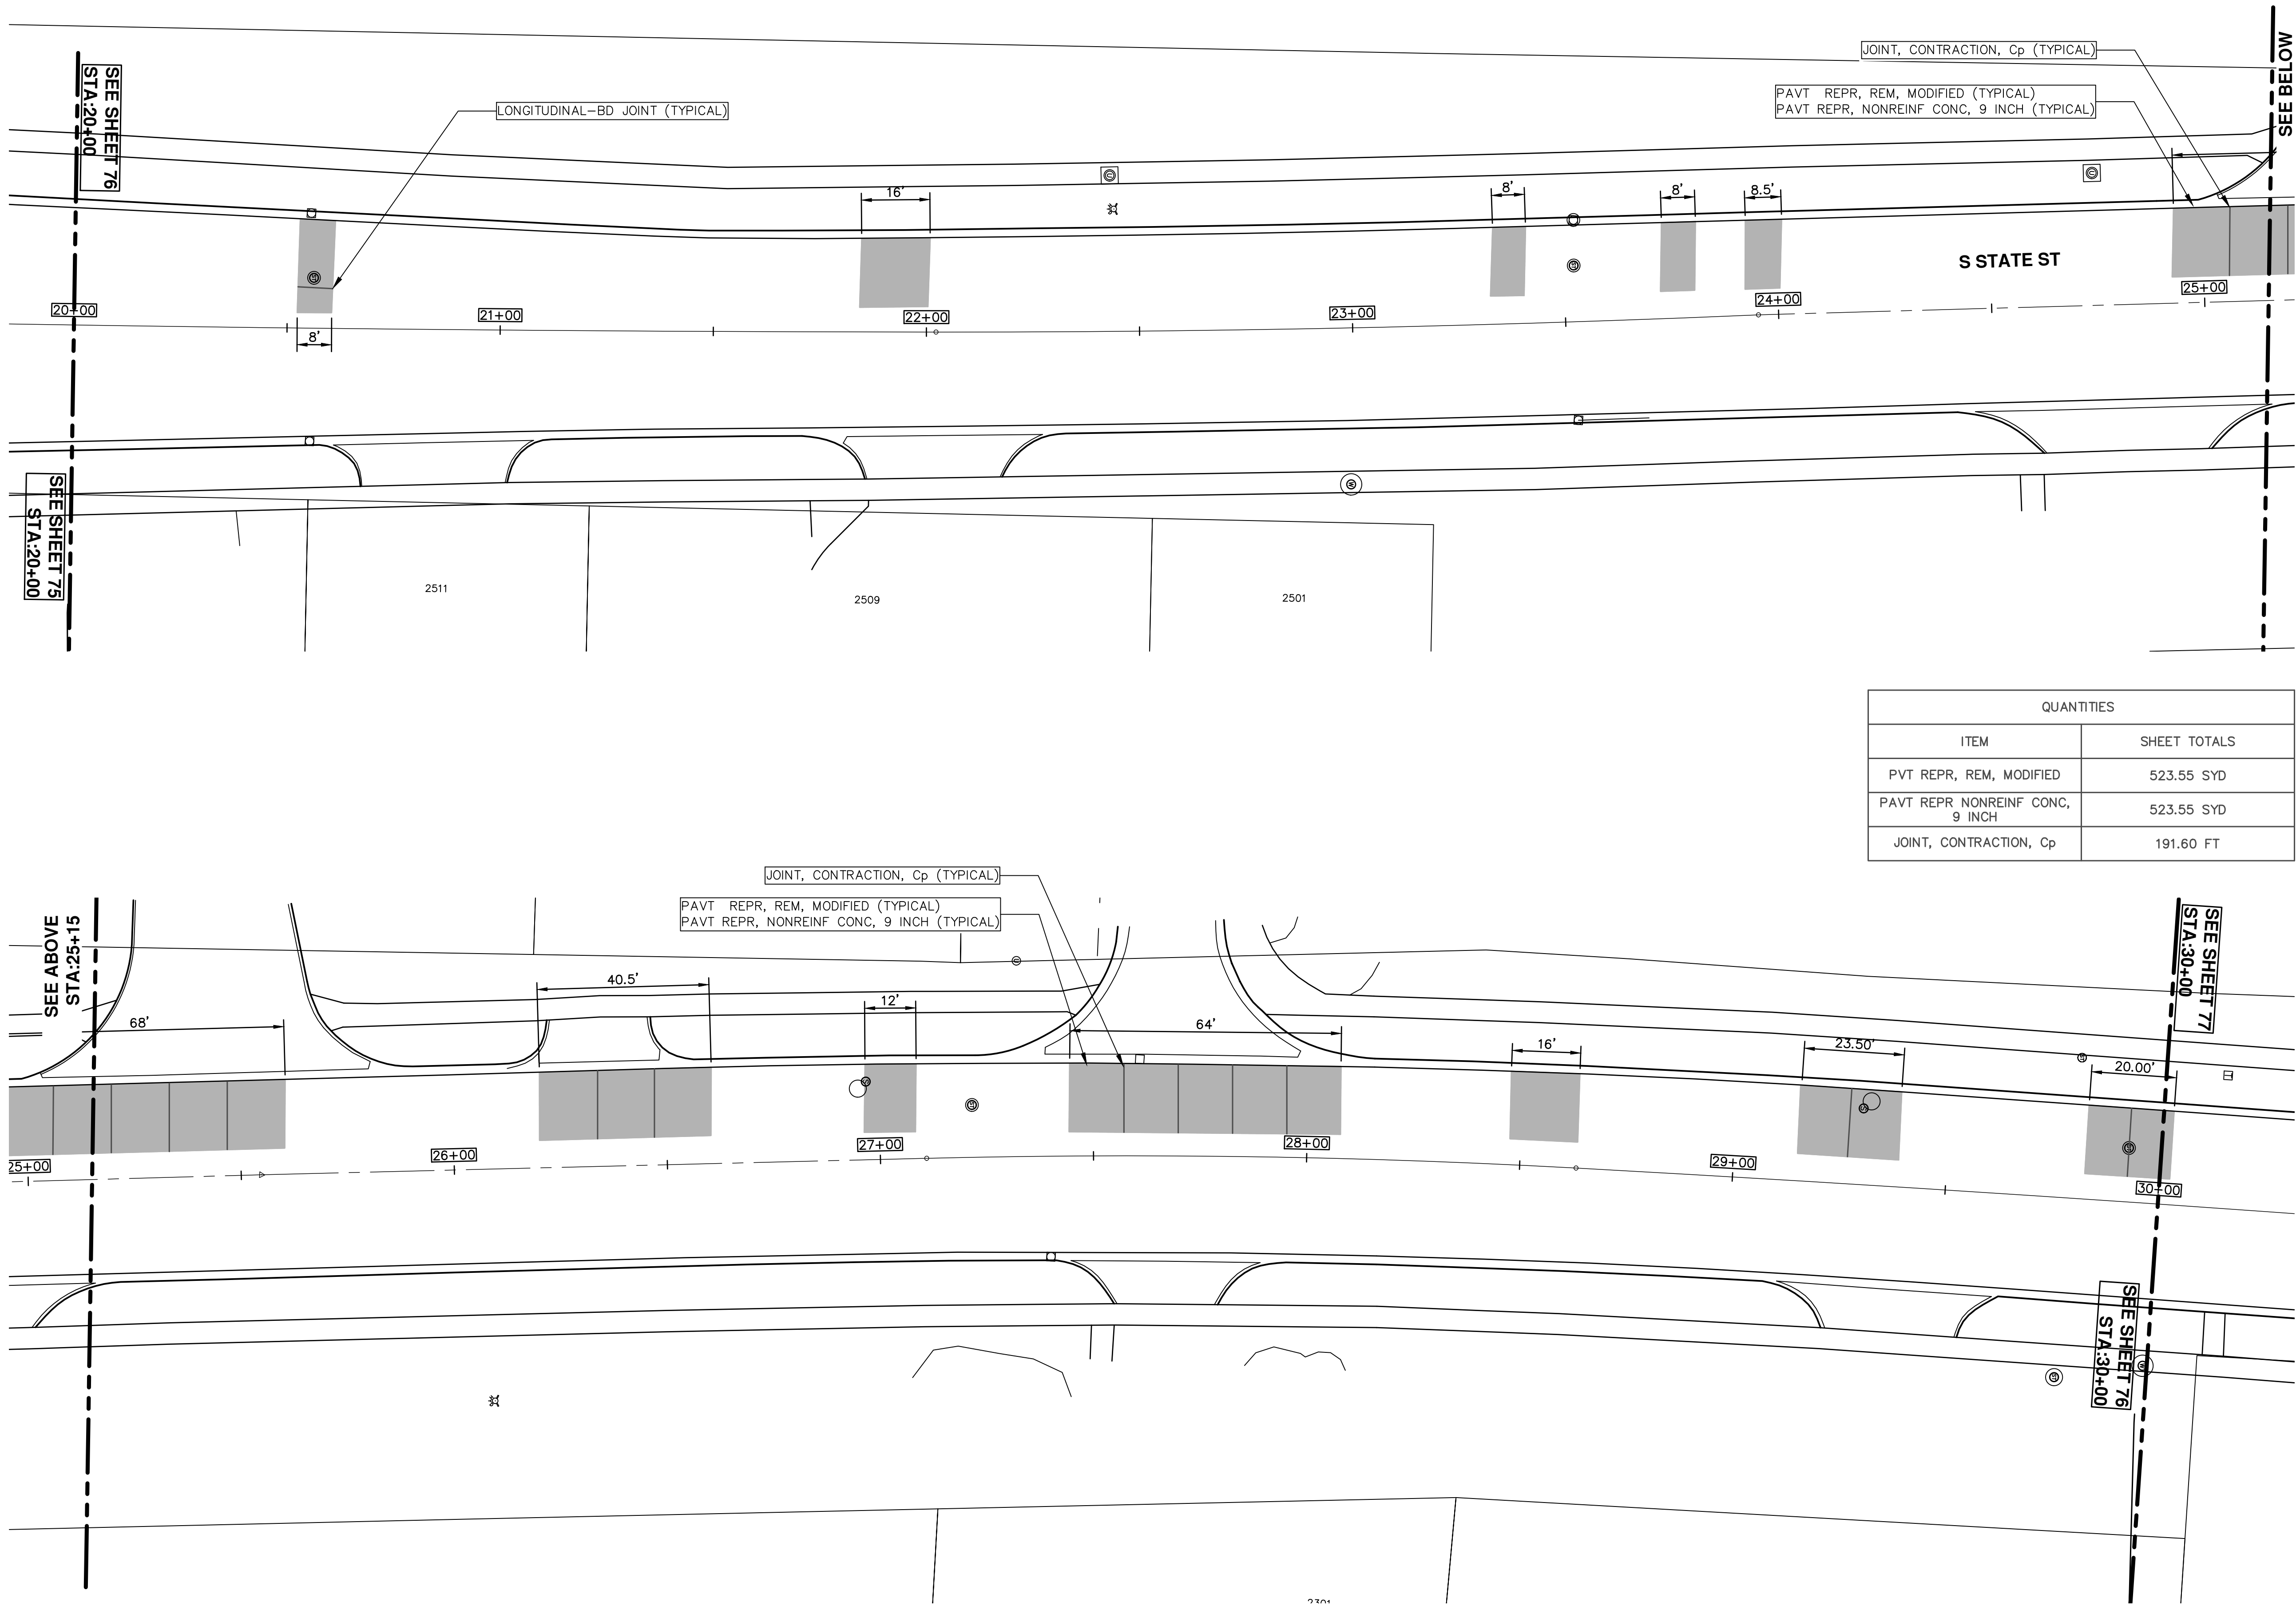 JOINT, CONTRACTION, Cp (TYPICAL)
SEE BELOW
SEE SHEET 76
STA:20+00
LONGITUDINAL-BD JOINT (TYPICAL)
PAVT REPR, REM, MODIFIED (TYPICAL)
PAVT REPR, NONREINF CONC, 9 INCH (TYPICAL)
16'
8'
8'
8.5'
S STATE ST
20+00
21+00
22+00
23+00
24+00
25+00
8'
SEE SHEET 75
STA:20+00
W
2511
2509
2501
QUANTITIES
ITEM
SHEET TOTALS
PVT REPR, REM, MODIFIED
523.55 SYD
PAVT REPR NONREINF CONC,
9 INCH
523.55 SYD
JOINT, CONTRACTION, Cp
191.60 FT
JOINT, CONTRACTION, Cp (TYPICAL)
PAVT REPR, REM, MODIFIED (TYPICAL)
PAVT REPR, NONREINF CONC, 9 INCH (TYPICAL)
SEE ABOVE
STA:25+15
SEE SHEET 77
STA:30+00
68'
40.5'
12'
64'
16'
23.50'
20.00'
25+00
26+00
27+00
28+00
29+00
30+00
SEE SHEET 76
STA:30+00